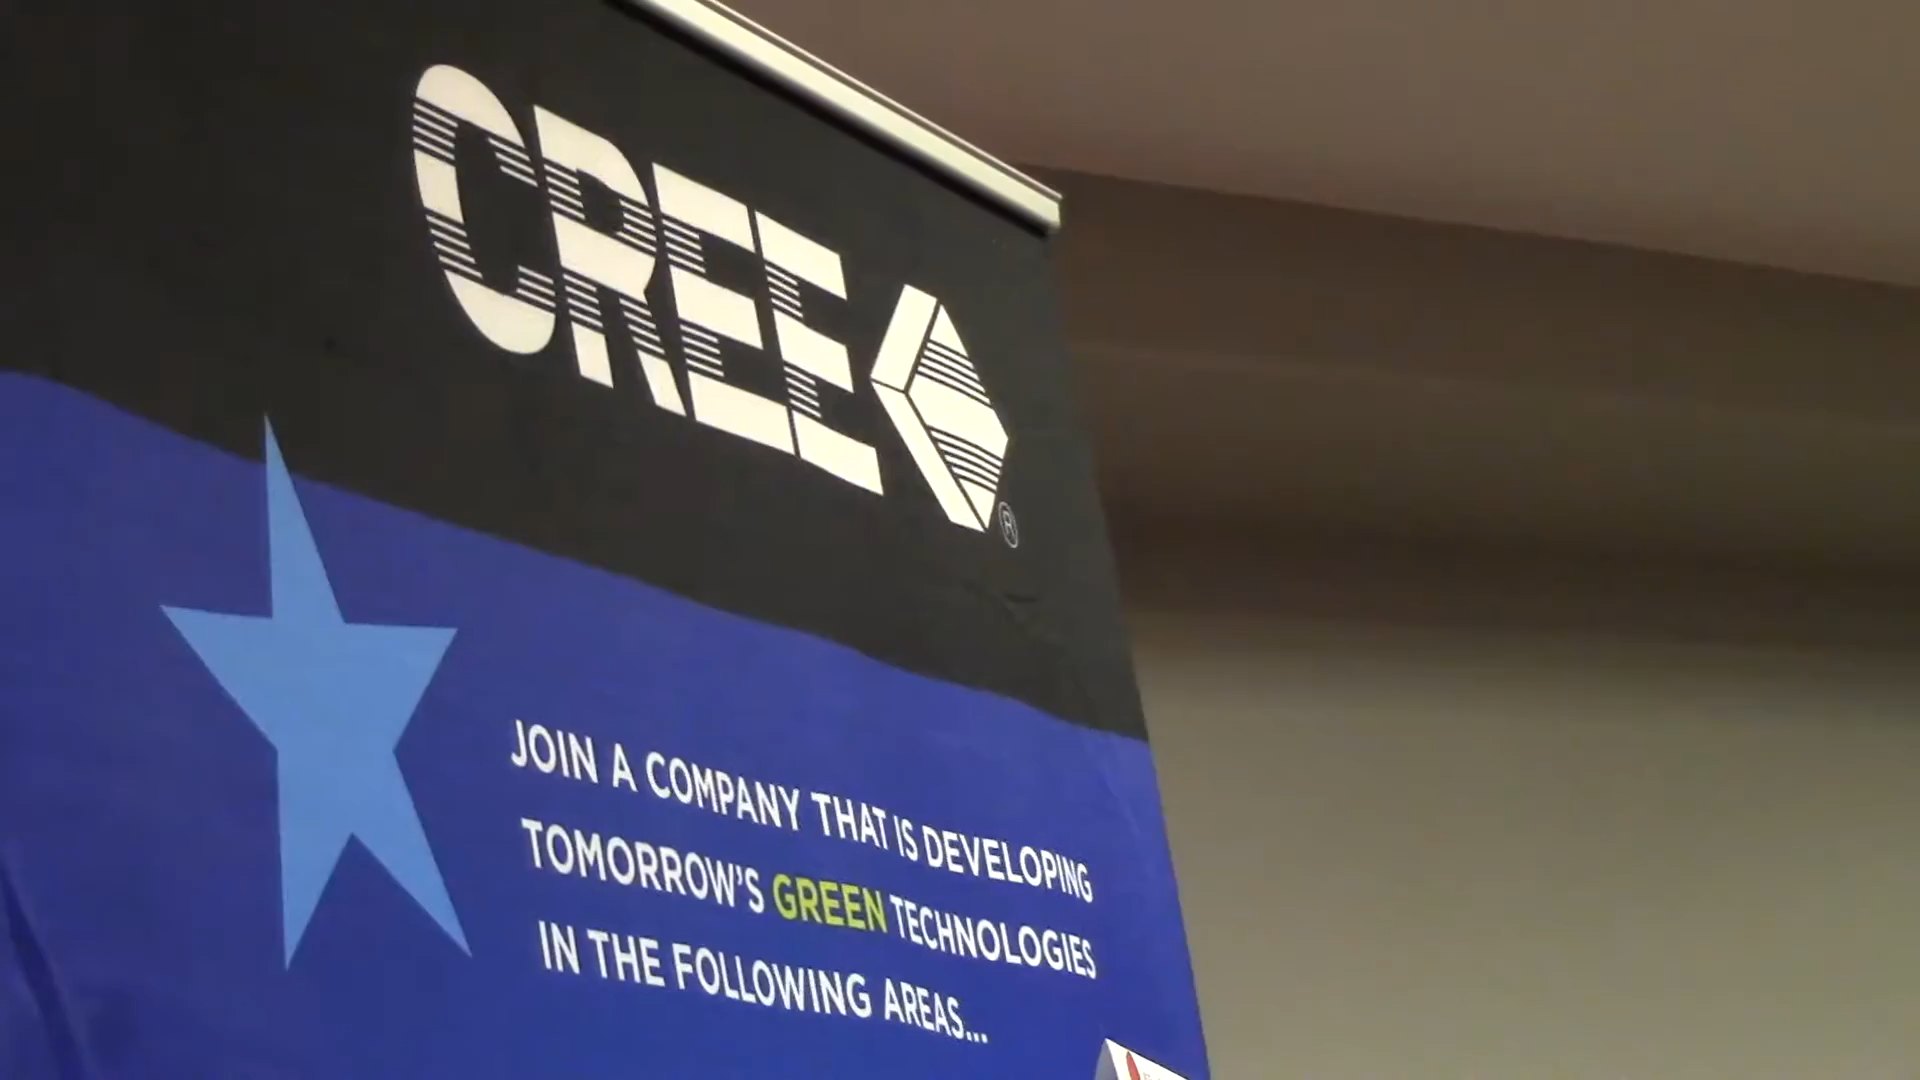 CREE ®
JOIN A COMPANY THAT IS DEVELOPING
TOMORROW'S GREEN TECHNOLOGIES
IN THE FOLLOWING AREAS...